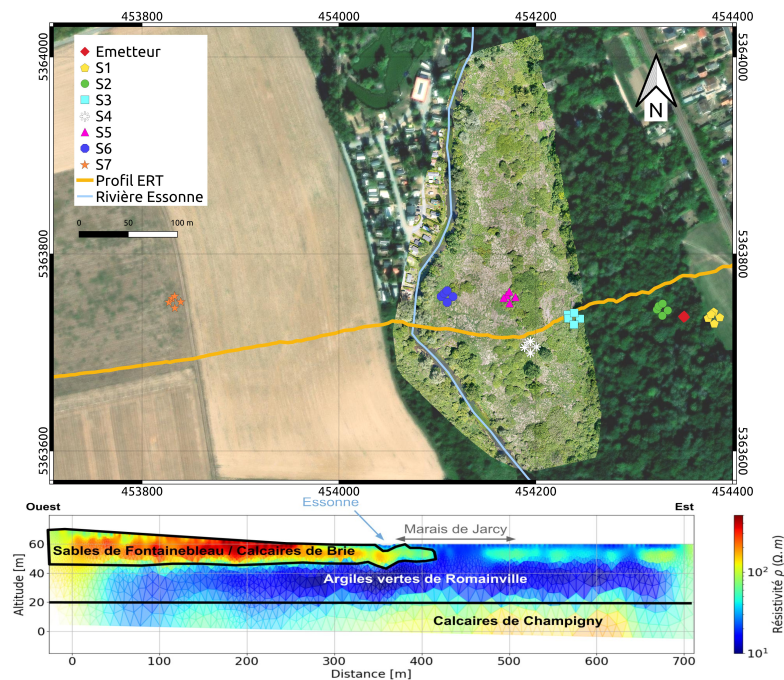 453800 454000 454200 454400
5364000 5364000
Emetteur
S1
S2
S3
S4
S5
S6
S7
Profil ERT
Rivière Essonne
N
0 50 100 m
5363800 5363800
5363600 5363600
453800 454000 454200 454400
Ouest Essonne Est
Marais de Jarcy
Sables de Fontainebleau / Calcaires de Brie
Argiles vertes de Romainville
Calcaires de Champigny
Altitude [m]
60
40
20
0
0 100 200 300 400 500 600 700
Distance [m]
10²
10¹
Résistivité ρ (Ω.m)